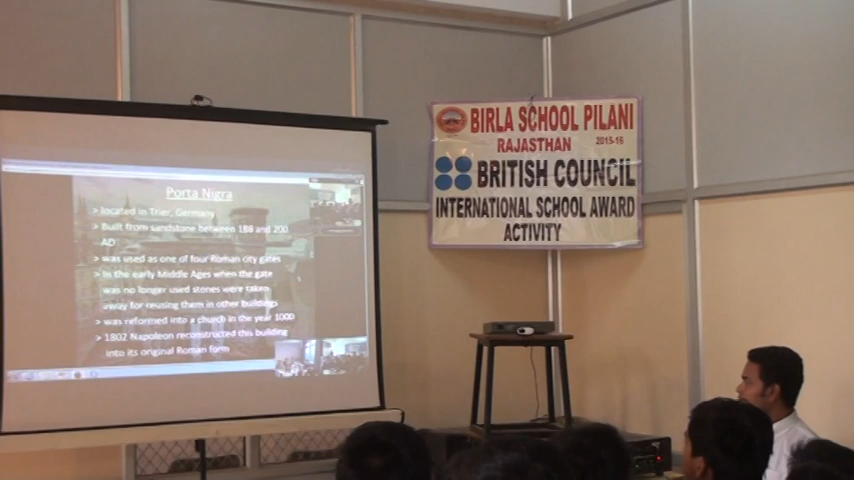 Porta Nigra
> located in Trier, Germany
> Built from sandstone between 188 and 200
AD
> was used as one of four Roman city gates
> In the early Middle Ages when the gate
was no longer used stones were taken
away for reusing them in other buildings
> was reformed into a church in the year 1000
> 1802 Napoleon reconstructed this building
into its original Roman form
BIRLA SCHOOL PILANI
RAJASTHAN 2015-16
BRITISH COUNCIL
INTERNATIONAL SCHOOL AWARD
ACTIVITY